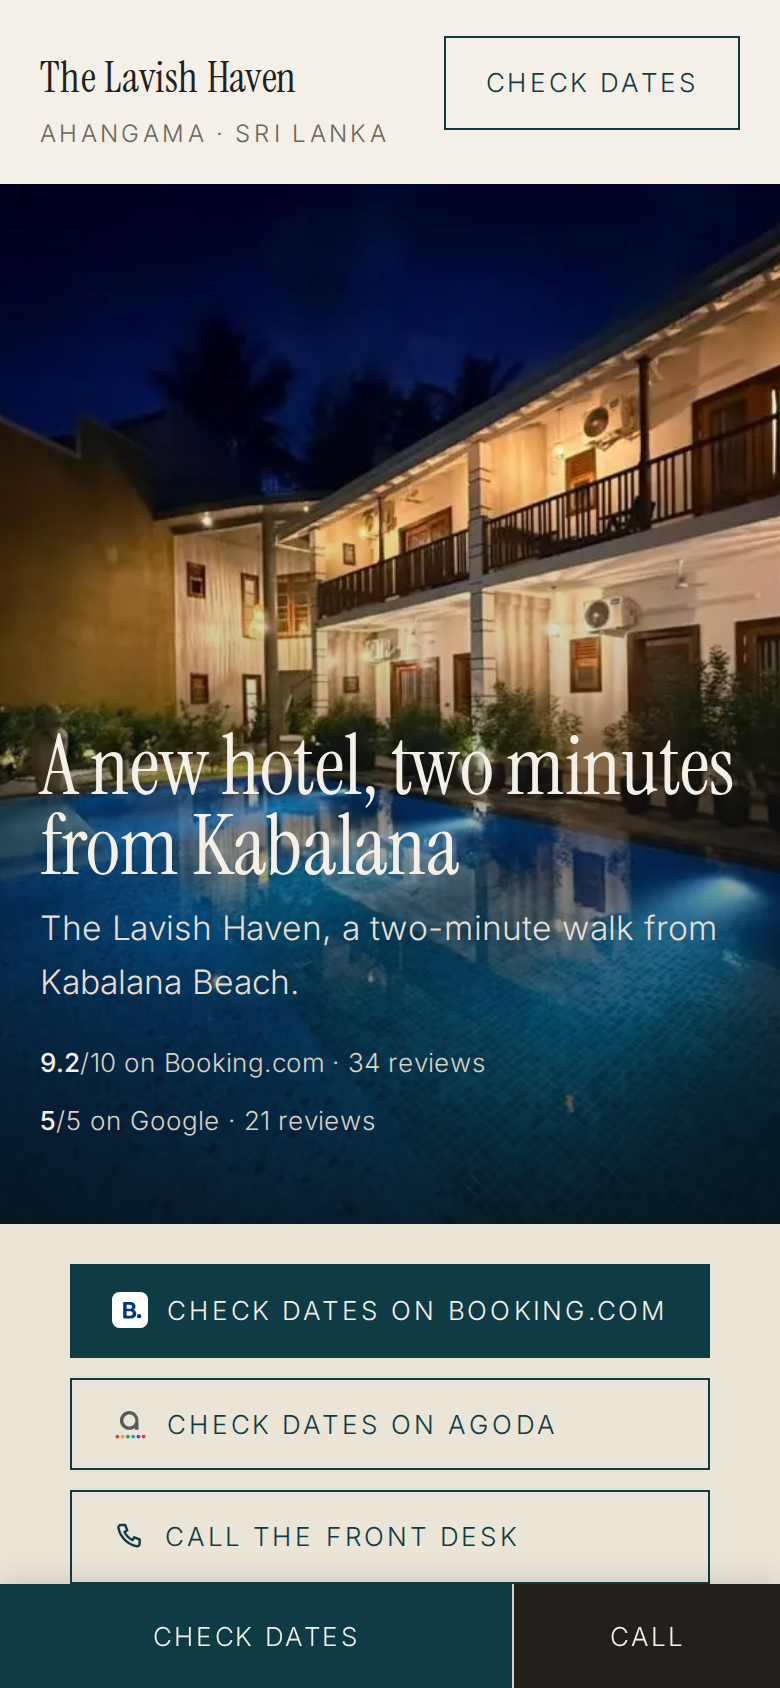 The Lavish Haven
AHANGAMA · SRI LANKA
CHECK DATES
A new hotel, two minutes
from Kabalana
The Lavish Haven, a two-minute walk from
Kabalana Beach.
9.2/10 on Booking.com · 34 reviews
5/5 on Google · 21 reviews
B. CHECK DATES ON BOOKING.COM
a CHECK DATES ON AGODA
CALL THE FRONT DESK
CHECK DATES
CALL